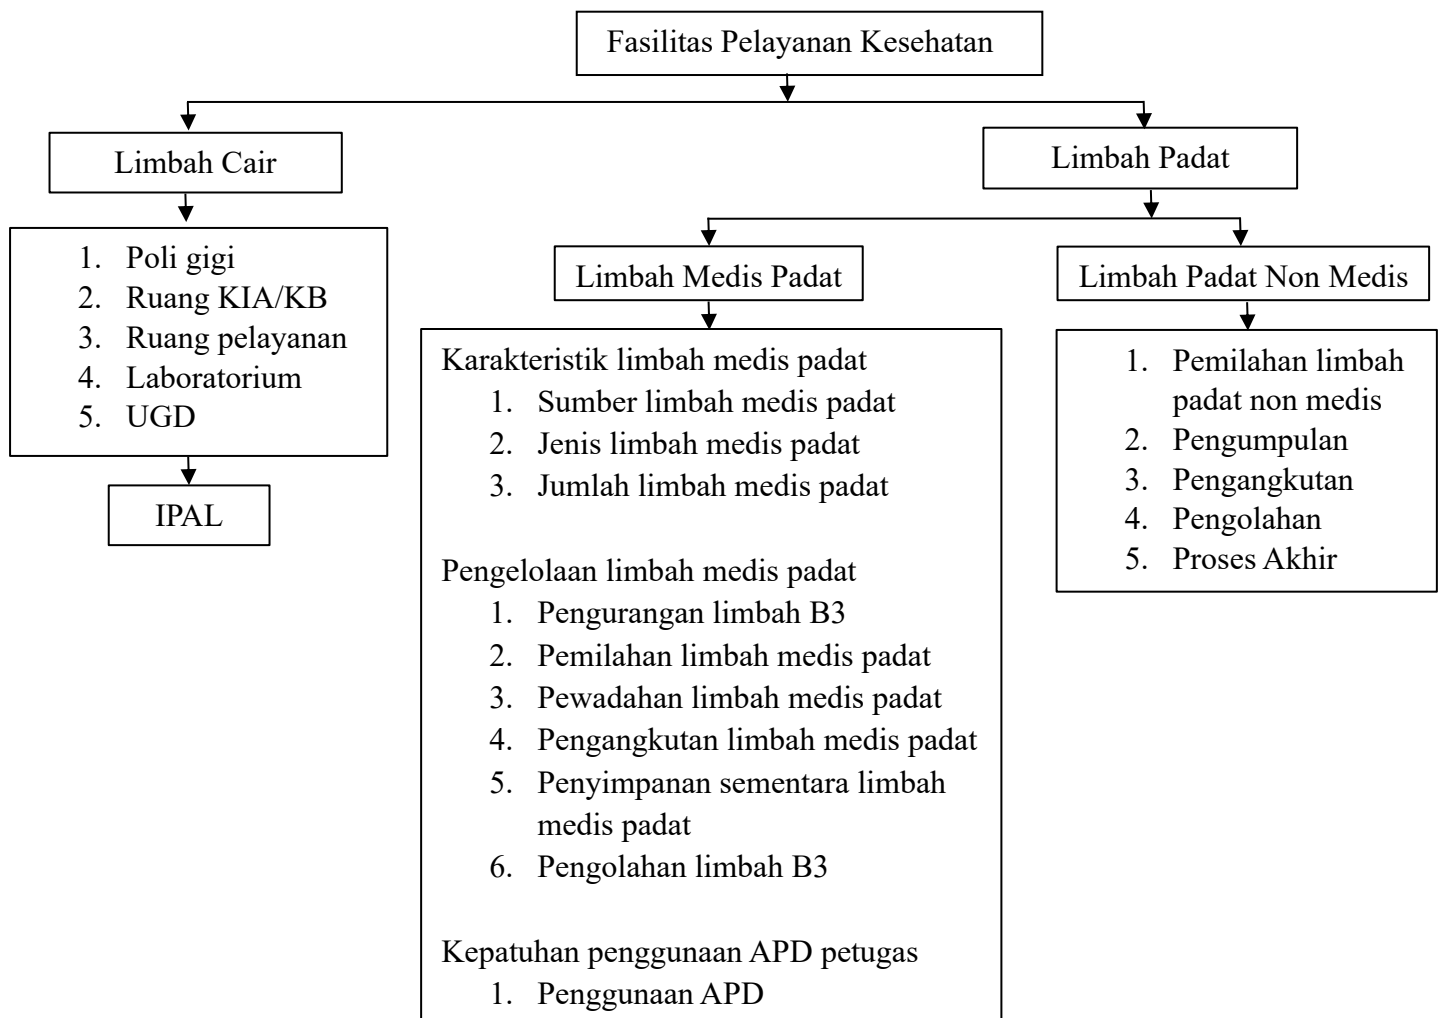 Fasilitas Pelayanan Kesehatan
Limbah Cair
Limbah Padat
1. Poli gigi
2. Ruang KIA/KB
3. Ruang pelayanan
4. Laboratorium
5. UGD
IPAL
Limbah Medis Padat
Limbah Padat Non Medis
Karakteristik limbah medis padat
1. Sumber limbah medis padat
2. Jenis limbah medis padat
3. Jumlah limbah medis padat
Pengelolaan limbah medis padat
1. Pengurangan limbah B3
2. Pemilahan limbah medis padat
3. Pewadahan limbah medis padat
4. Pengangkutan limbah medis padat
5. Penyimpanan sementara limbah
medis padat
6. Pengolahan limbah B3
Kepatuhan penggunaan APD petugas
1. Penggunaan APD
1. Pemilahan limbah
padat non medis
2. Pengumpulan
3. Pengangkutan
4. Pengolahan
5. Proses Akhir